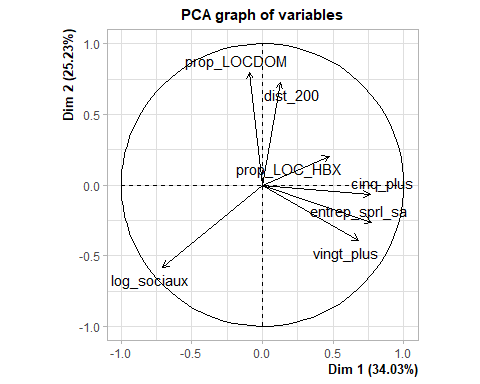 PCA graph of variables
Dim 2 (25.23%)
1.0
0.5
0.0
-0.5
-1.0
prop_LOCDOM
dist_200
prop_LOC_HBX
cinq_plus
entrep_sprl_sa
vingt_plus
log_sociaux
-1.0 -0.5 0.0 0.5 1.0
Dim 1 (34.03%)